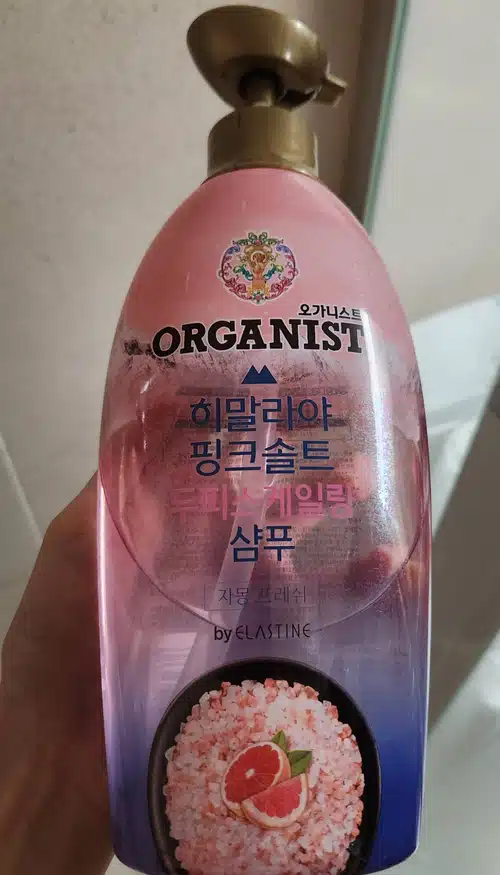 오가니스트
ORGANIST
히말라야
핑크솔트
두피스케일링
샴푸
자몽 프레쉬
by ELASTINE